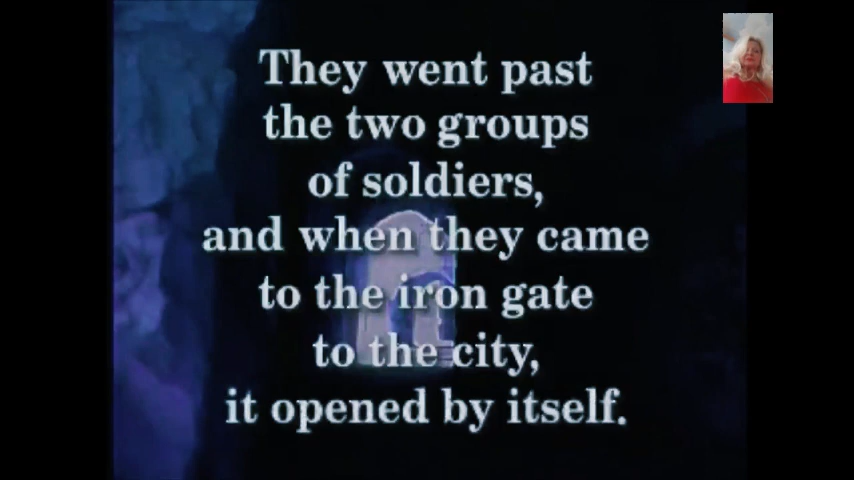 They went past
the two groups
of soldiers,
and when they came
to the iron gate
to the city,
it opened by itself.